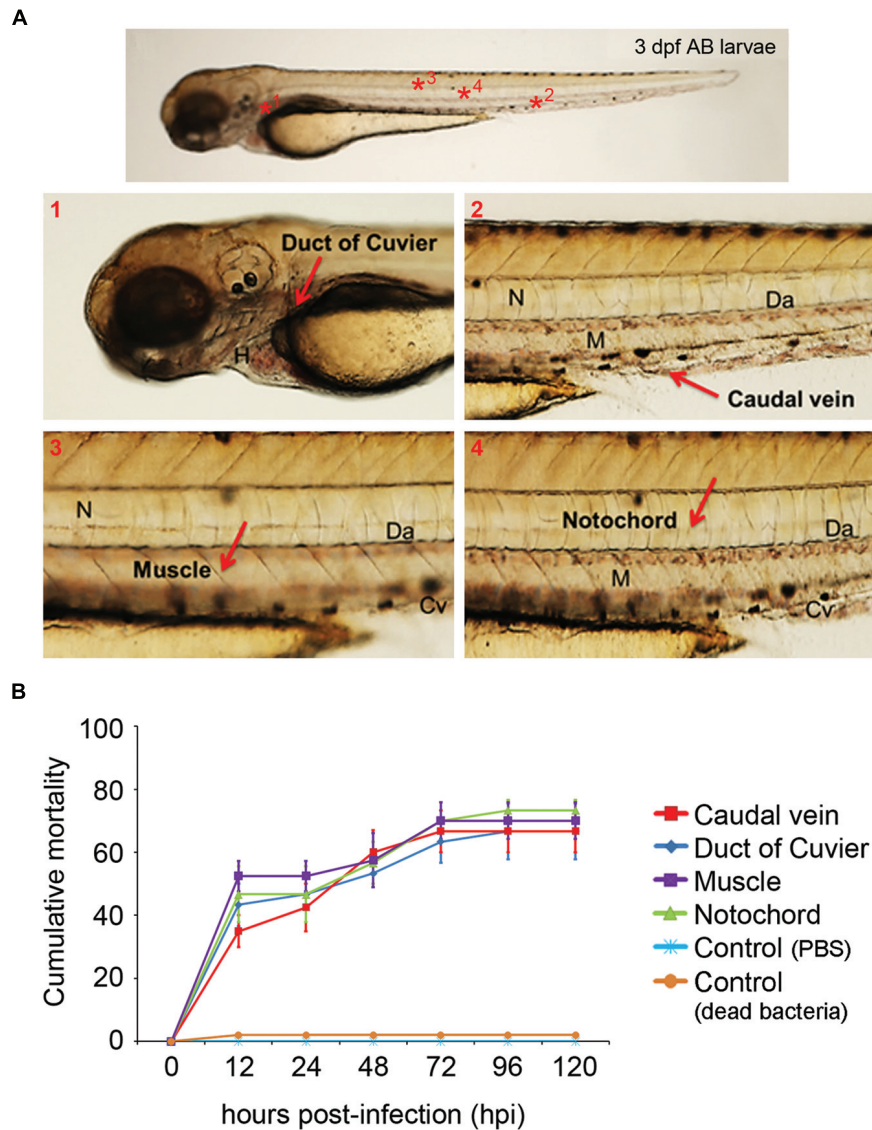 A
3 dpf AB larvae
*1
*3
*4
*2
1
Duct of Cuvier
H
2
N
Da
M
Caudal vein
3
N
Da
Muscle
Cv
4
Notochord
Da
M
Cv
B
Cumulative mortality
100
80
60
40
20
0
0 12 24 48 72 96 120
hours post-infection (hpi)
Caudal vein
Duct of Cuvier
Muscle
Notochord
Control (PBS)
Control
(dead bacteria)